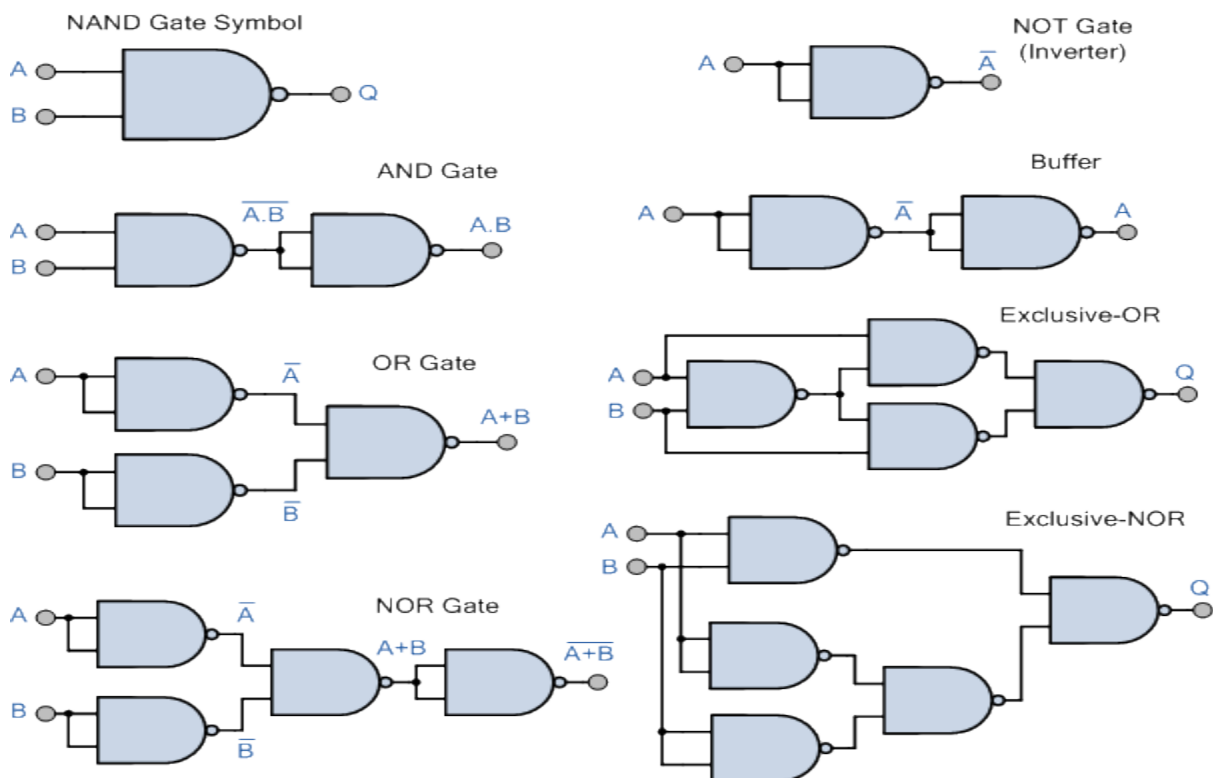 NAND Gate Symbol
A
B
Q
NOT Gate
(Inverter)
A
A̅
AND Gate
A
B
A̅.̅B̅
A.B
Buffer
A
A̅
A
OR Gate
A
A̅
B
B̅
A+B
Exclusive-OR
A
B
Q
NOR Gate
A
A̅
B
B̅
A+B
A̅+̅B̅
Exclusive-NOR
A
B
Q